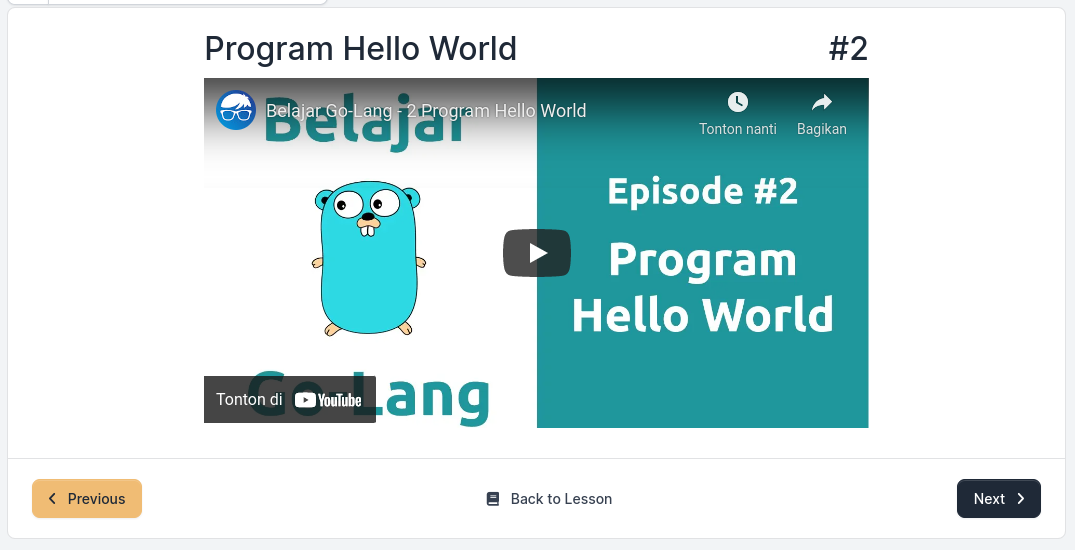 Program Hello World #2
Belajar Go-Lang - 2 Program Hello World
Tonton nanti
Bagikan
Belajar
Go-Lang
Episode #2
Program
Hello World
Tonton di YouTube
Previous
Back to Lesson
Next